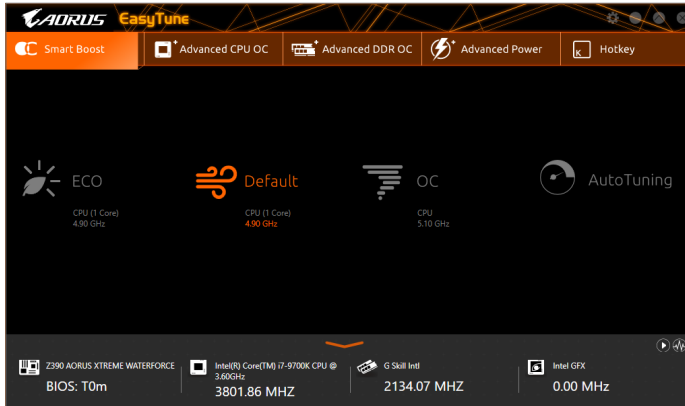 AORUS EasyTune
Smart Boost
Advanced CPU OC
Advanced DDR OC
Advanced Power
K
Hotkey
ECO
CPU (1 Core)
4.90 GHz
Default
CPU (1 Core)
4.90 GHz
OC
CPU
5.10 GHz
AutoTuning
Z390 AORUS XTREME WATERFORCE
BIOS: T0m
Intel(R) Core(TM) i7-9700K CPU @
3.60GHz
3801.86 MHZ
G Skill Intl
2134.07 MHZ
Intel GFX
0.00 MHz